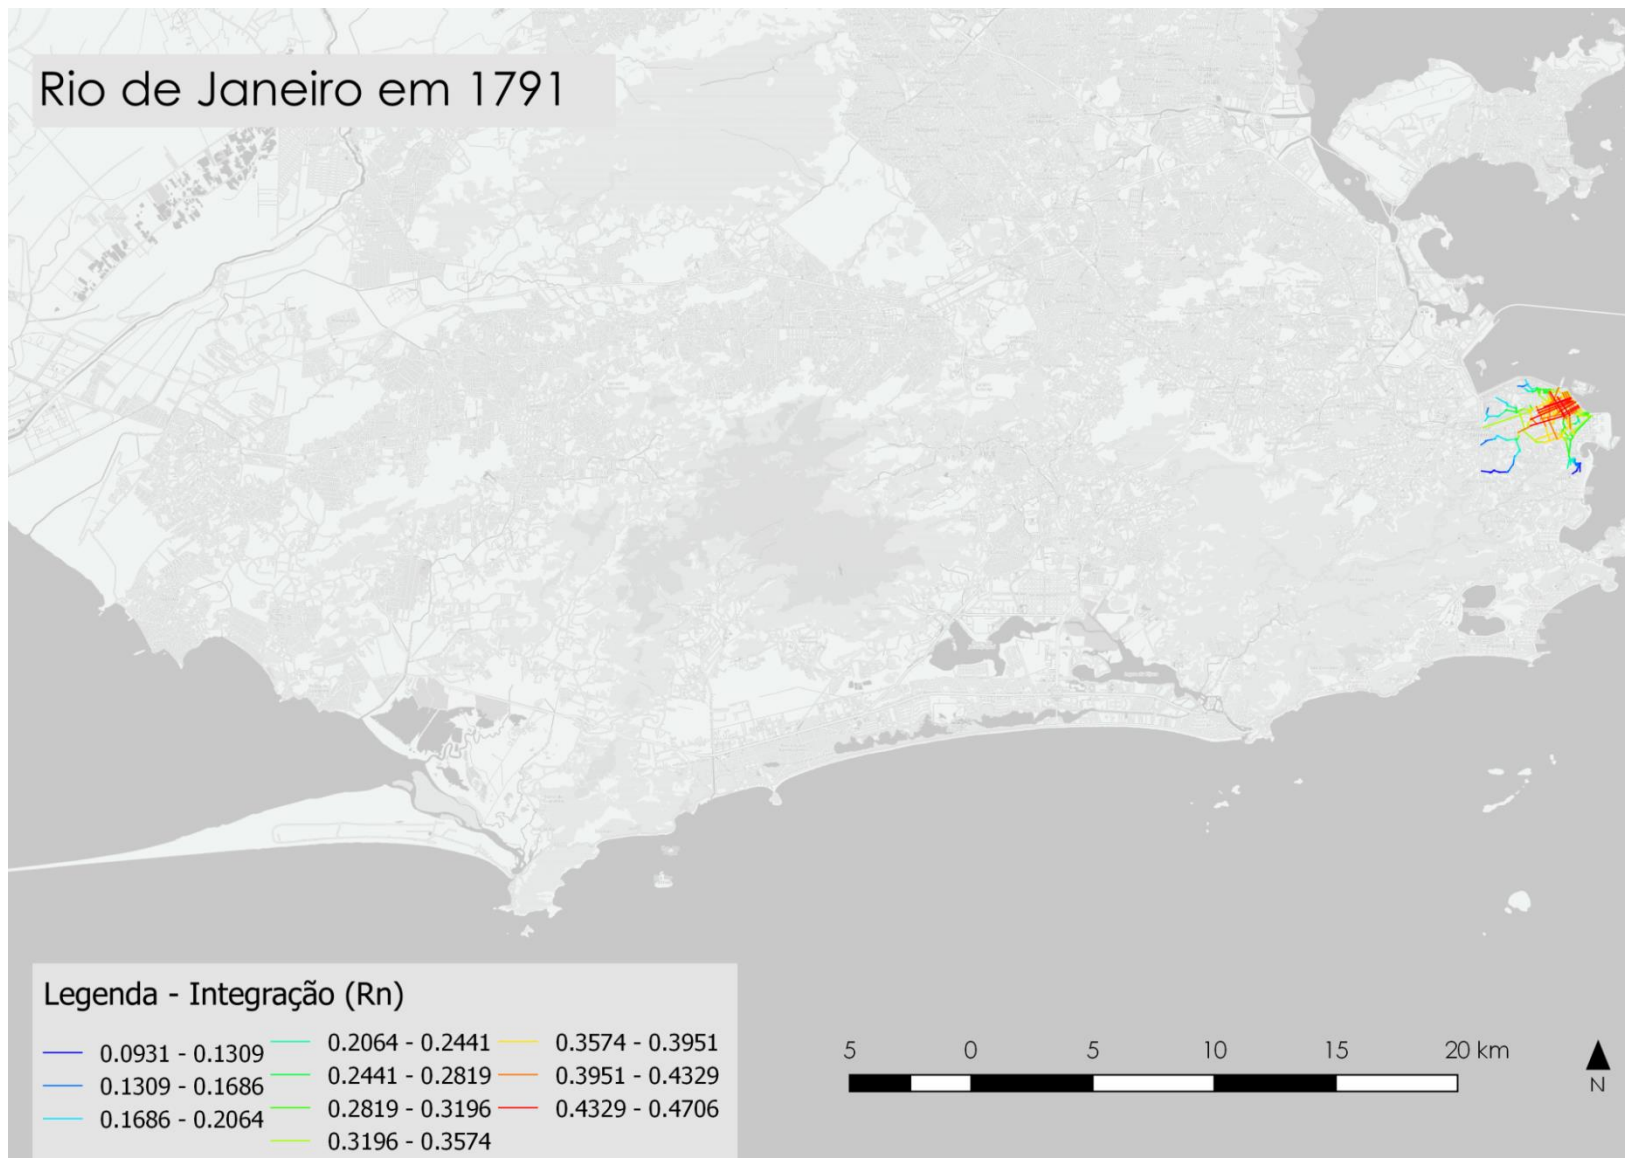 Rio de Janeiro em 1791
Legenda - Integração (Rn)
0.0931 - 0.1309
0.1309 - 0.1686
0.1686 - 0.2064
0.2064 - 0.2441
0.2441 - 0.2819
0.2819 - 0.3196
0.3196 - 0.3574
0.3574 - 0.3951
0.3951 - 0.4329
0.4329 - 0.4706
5 0 5 10 15 20 km
N